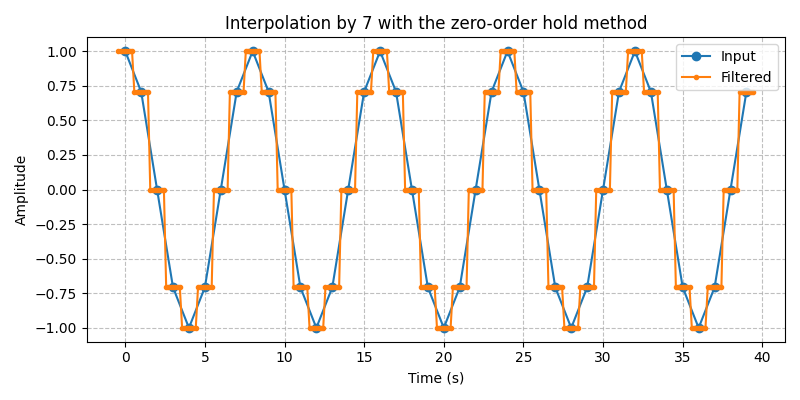 Interpolation by 7 with the zero-order hold method
Input
Filtered
1.00
0.75
0.50
0.25
0.00
−0.25
−0.50
−0.75
−1.00
Amplitude
0 5 10 15 20 25 30 35 40
Time (s)